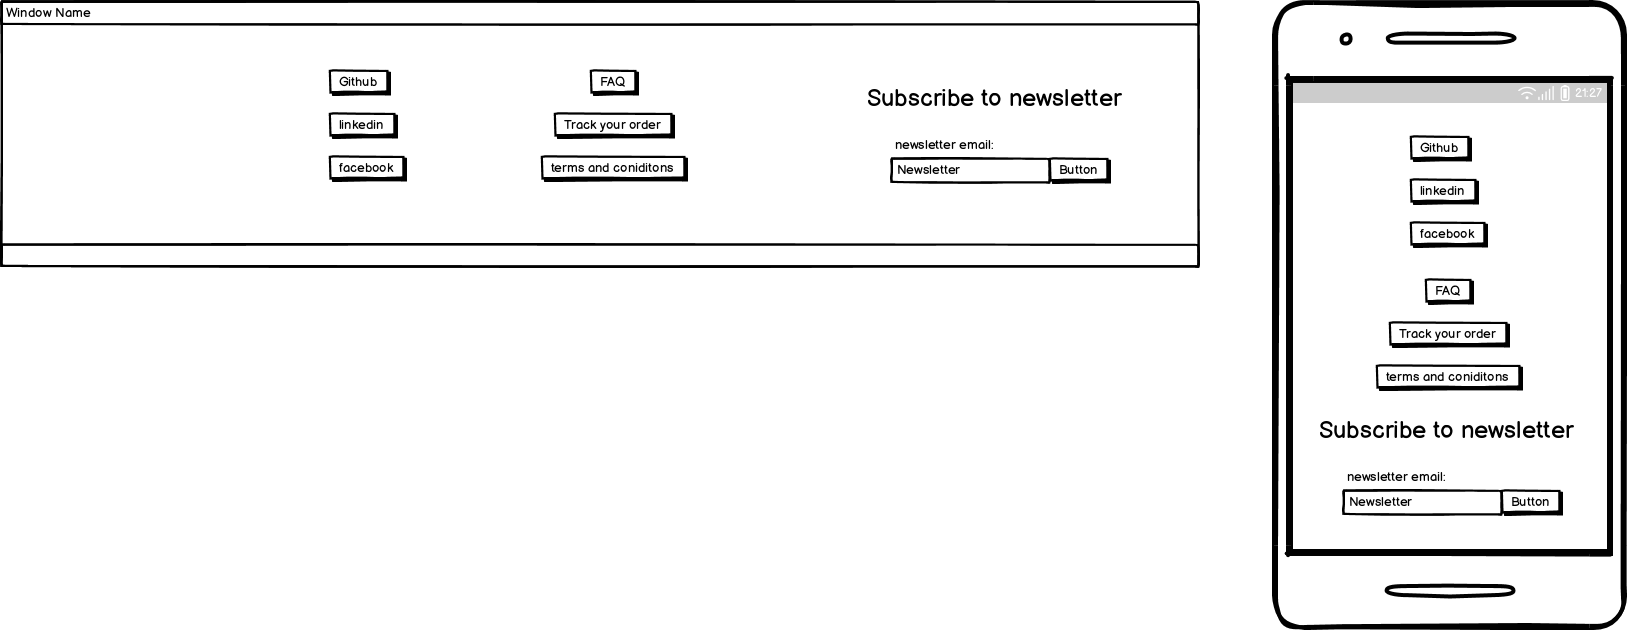 Window Name
Github
linkedin
facebook
FAQ
Track your order
terms and coniditons
Subscribe to newsletter
newsletter email:
Newsletter
Button
21:27
Github
linkedin
facebook
FAQ
Track your order
terms and coniditons
Subscribe to newsletter
newsletter email:
Newsletter
Button